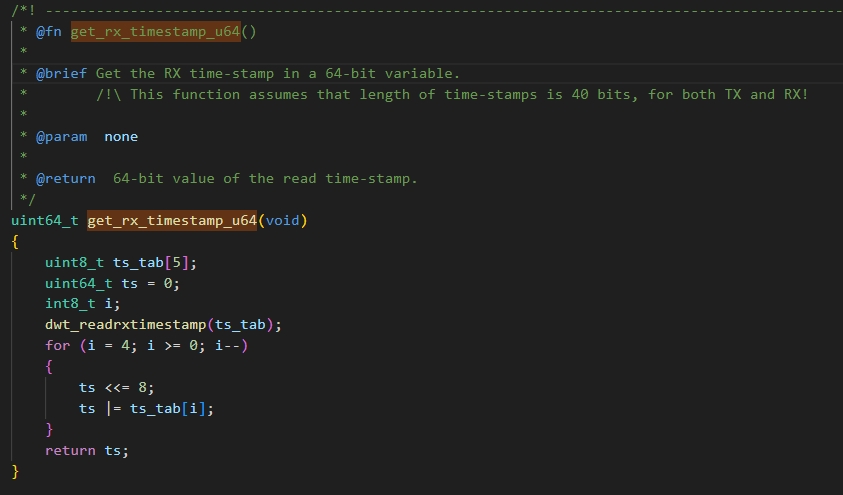 /*! ------------------------------------------------------------------------------------------------
 * @fn get_rx_timestamp_u64()
 *
 * @brief Get the RX time-stamp in a 64-bit variable.
 *        /!\ This function assumes that length of time-stamps is 40 bits, for both TX and RX!
 *
 * @param  none
 *
 * @return  64-bit value of the read time-stamp.
 */
uint64_t get_rx_timestamp_u64(void)
{
    uint8_t ts_tab[5];
    uint64_t ts = 0;
    int8_t i;
    dwt_readrxtimestamp(ts_tab);
    for (i = 4; i >= 0; i--)
    {
        ts <<= 8;
        ts |= ts_tab[i];
    }
    return ts;
}